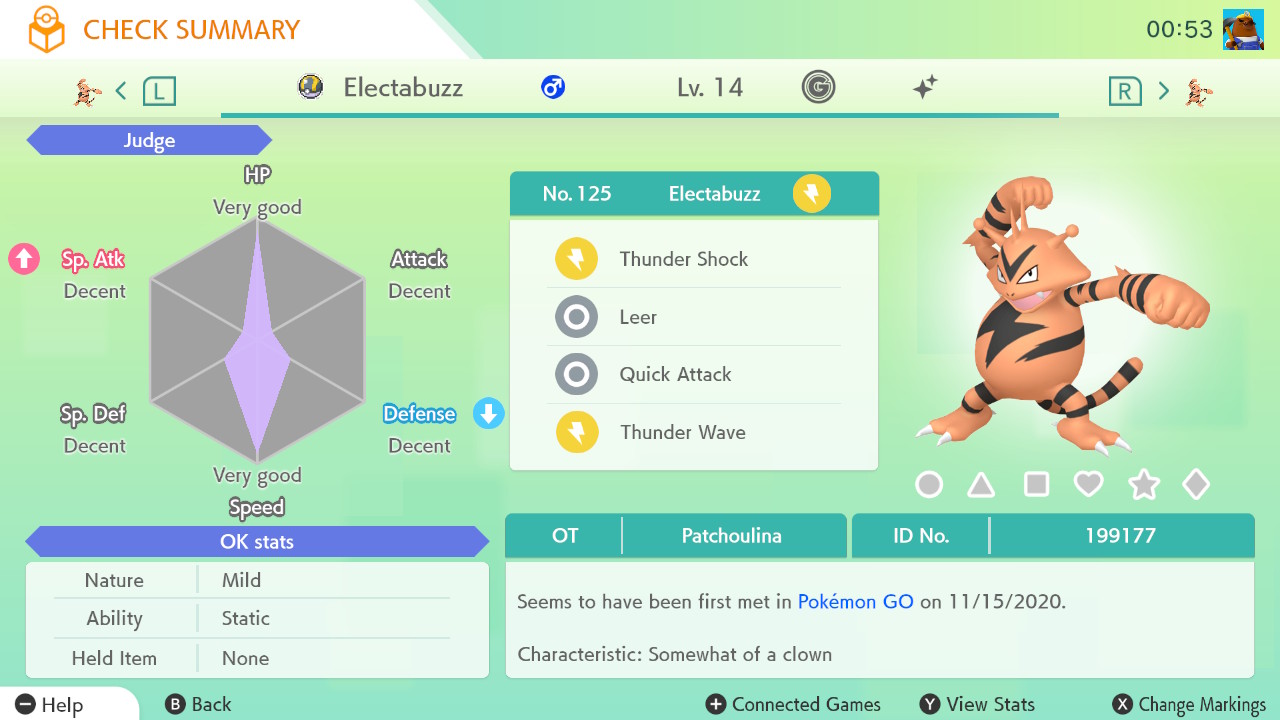 CHECK SUMMARY
00:53
L
Electabuzz
Lv. 14
G
R
Judge
HP
Very good
Sp. Atk
Decent
Attack
Decent
Sp. Def
Decent
Defense
Decent
Very good
Speed
OK stats
Nature Mild
Ability Static
Held Item None
No. 125 Electabuzz
Thunder Shock
Leer
Quick Attack
Thunder Wave
OT Patchoulina ID No. 199177
Seems to have been first met in Pokémon GO on 11/15/2020.
Characteristic: Somewhat of a clown
Help
B Back
Connected Games
Y View Stats
X Change Markings